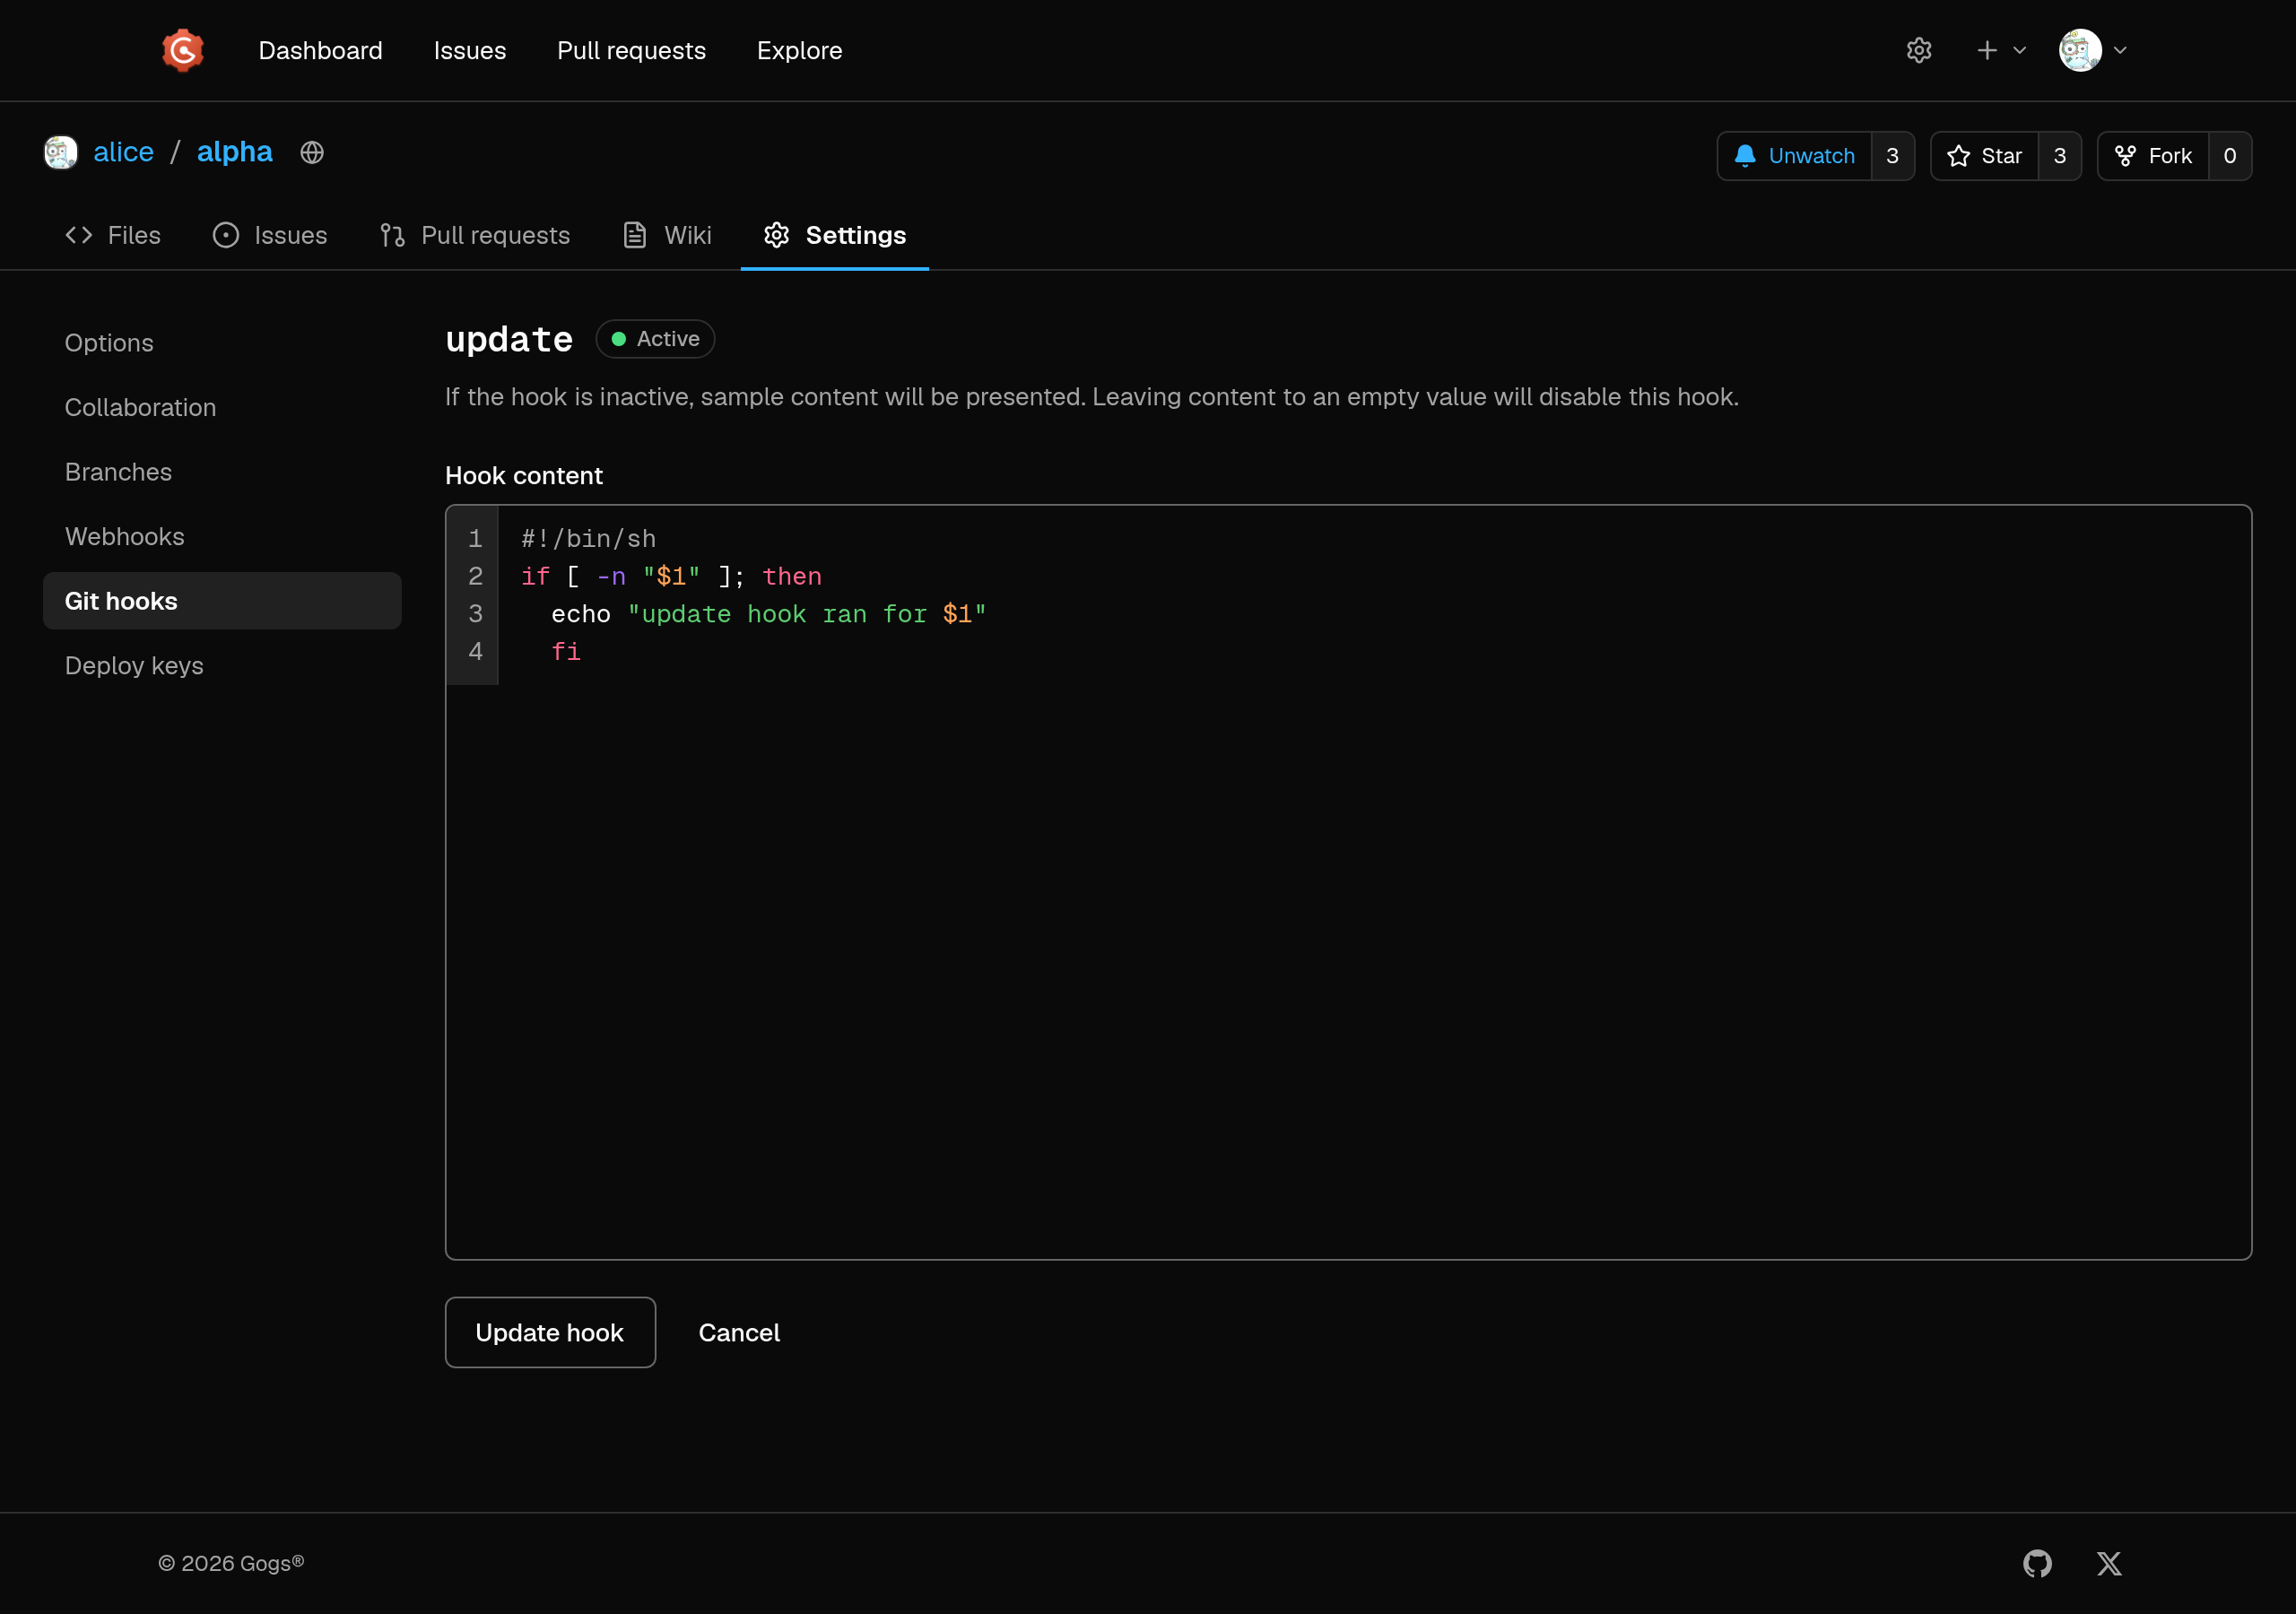 Dashboard Issues Pull requests Explore
alice / alpha
Unwatch 3 Star 3 Fork 0
Files Issues Pull requests Wiki Settings
Options
Collaboration
Branches
Webhooks
Git hooks
Deploy keys
update Active
If the hook is inactive, sample content will be presented. Leaving content to an empty value will disable this hook.
Hook content
1 #!/bin/sh
2 if [ -n "$1" ]; then
3   echo "update hook ran for $1"
4   fi
Update hook Cancel
© 2026 Gogs®